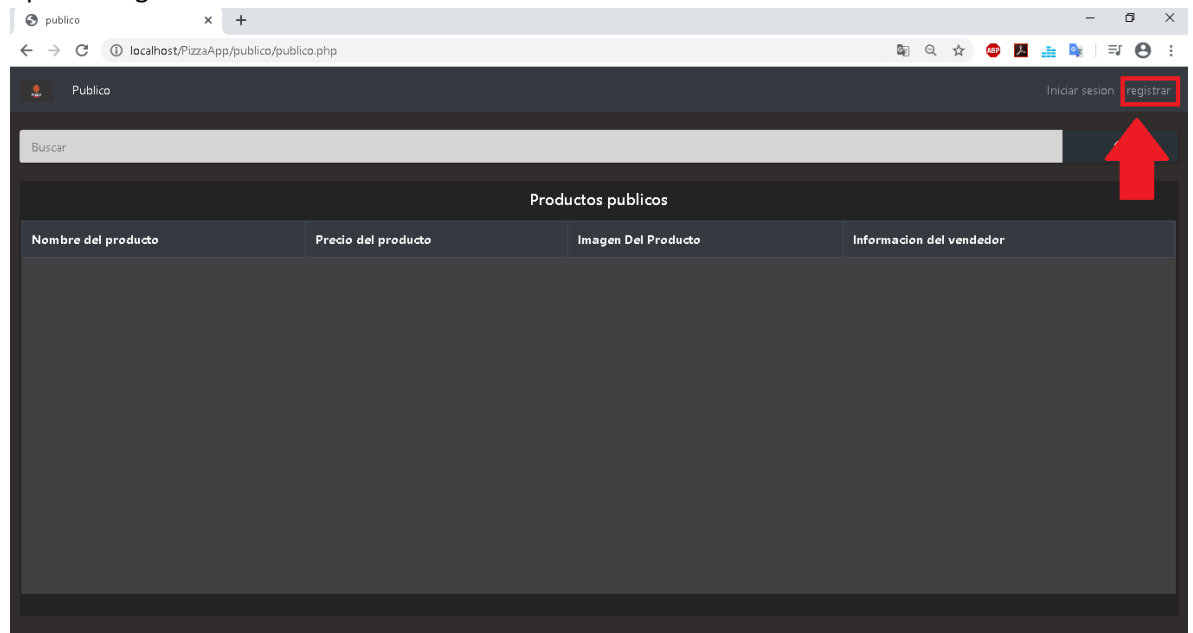 publico
localhost/PizzaApp/publico/publico.php
ABP
Publico
Iniciar sesion registrar
Buscar
Productos publicos
Nombre del producto Precio del producto Imagen Del Producto Informacion del vendedor